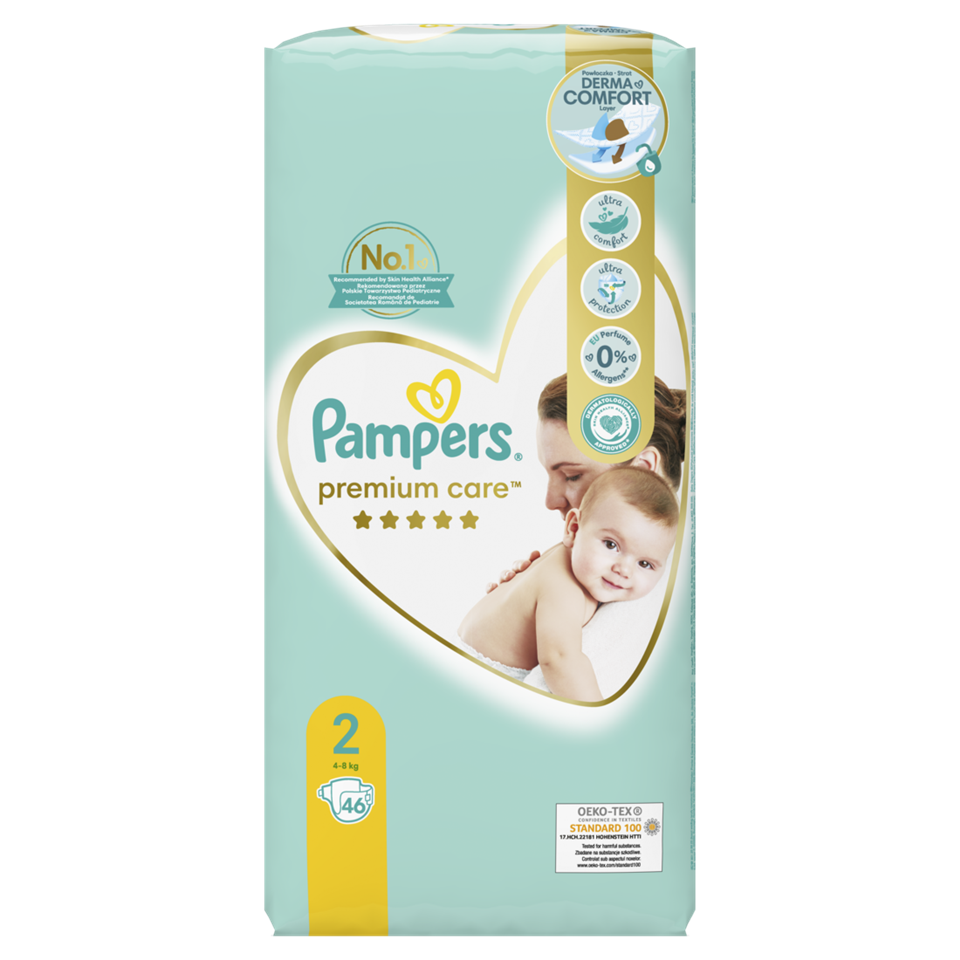 Powłoczka · Strat
DERMA
COMFORT
Layer
ultra
comfort
ultra
protection
EU Perfume
0%
Allergens**
DERMATOLOGICALLY
SKIN HEALTH ALLIANCE
APPROVED
No.1
Recommended by Skin Health Alliance*
Rekomendowana przez
Polskie Towarzystwo Pediatryczne
Recomandat de
Societatea Română de Pediatrie
Pampers®
premium care™
2
4-8 kg
46
OEKO-TEX®
CONFIDENCE IN TEXTILES
STANDARD 100
17.HCH.22181 HOHENSTEIN HTTI
Tested for harmful substances.
Zbadane na substancje szkodliwe.
Controlat sub aspectul noxelor.
www.oeko-tex.com/standard100